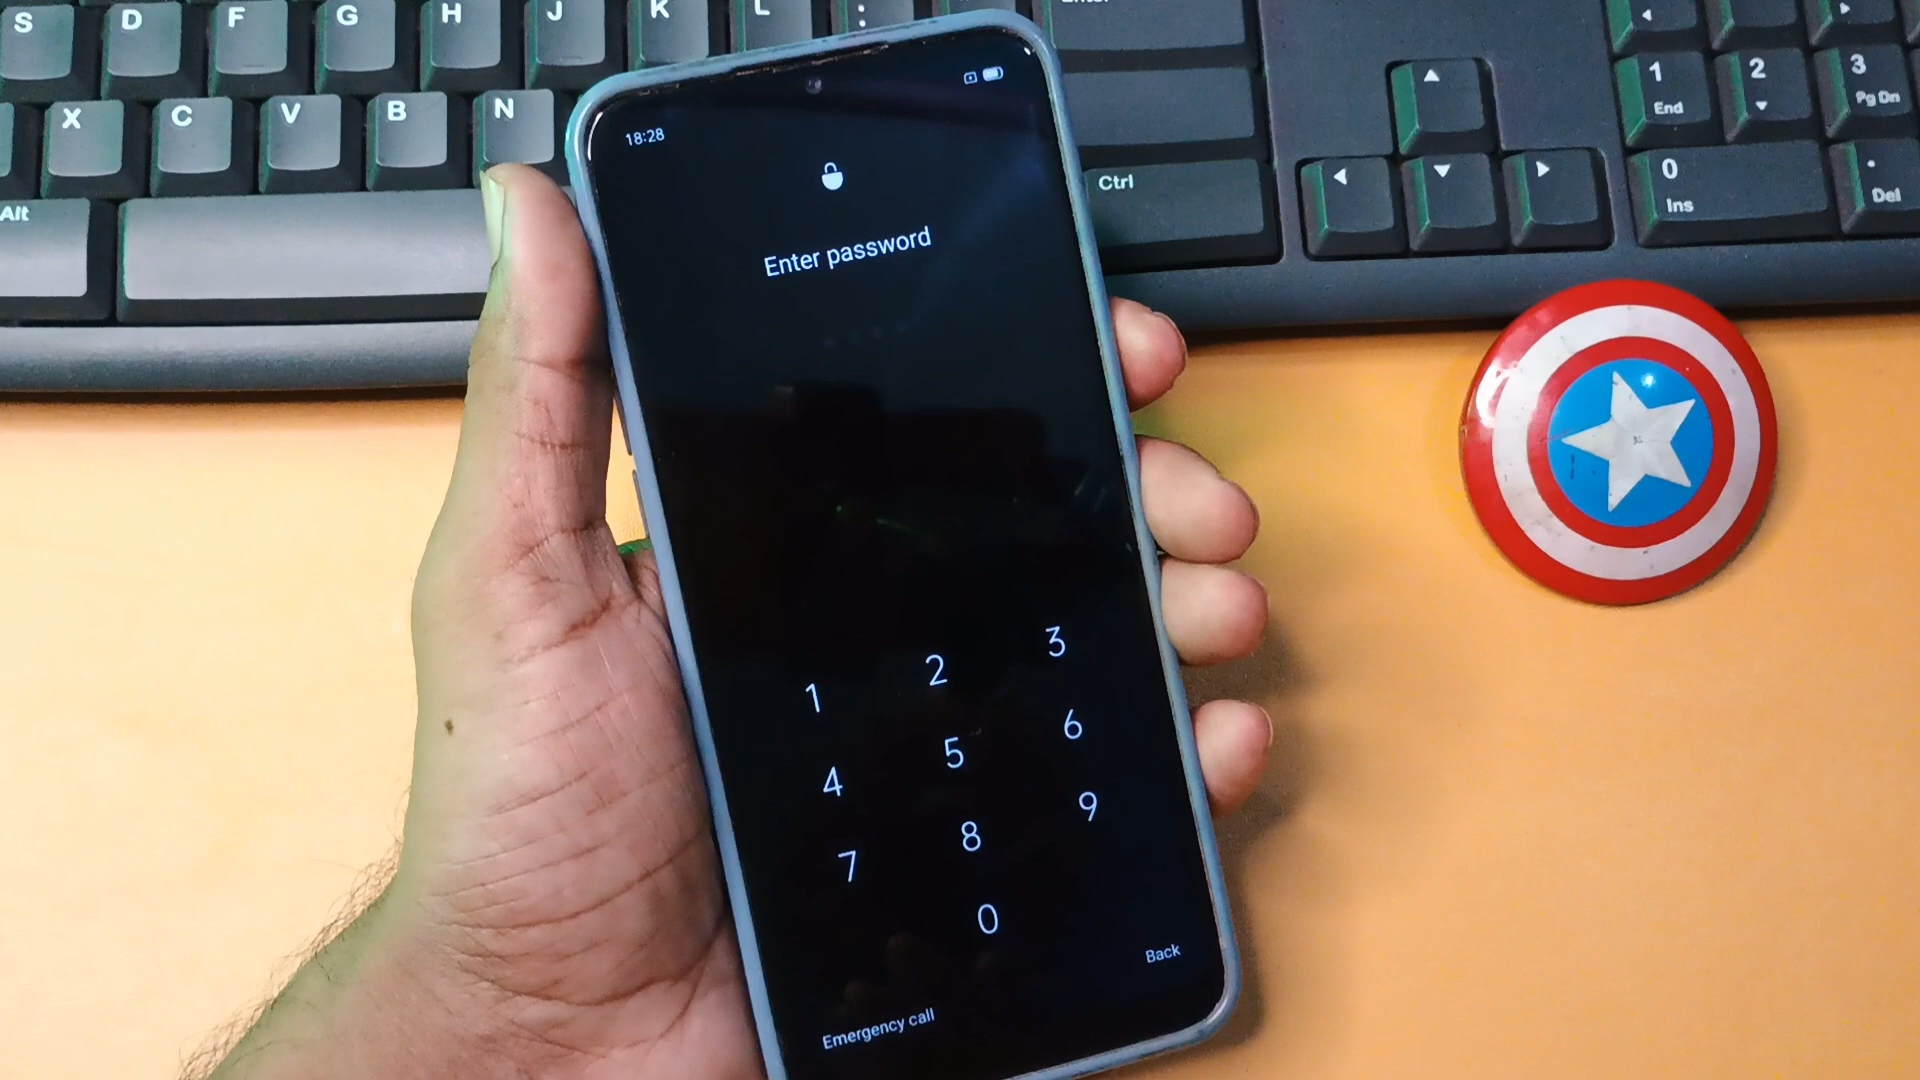 S D F G H J K L :
X C V B N
Alt
Ctrl
1 End
2
3 Pg Dn
0 Ins
. Del
18:28
Enter password
1 2 3
4 5 6
7 8 9
0
Back
Emergency call